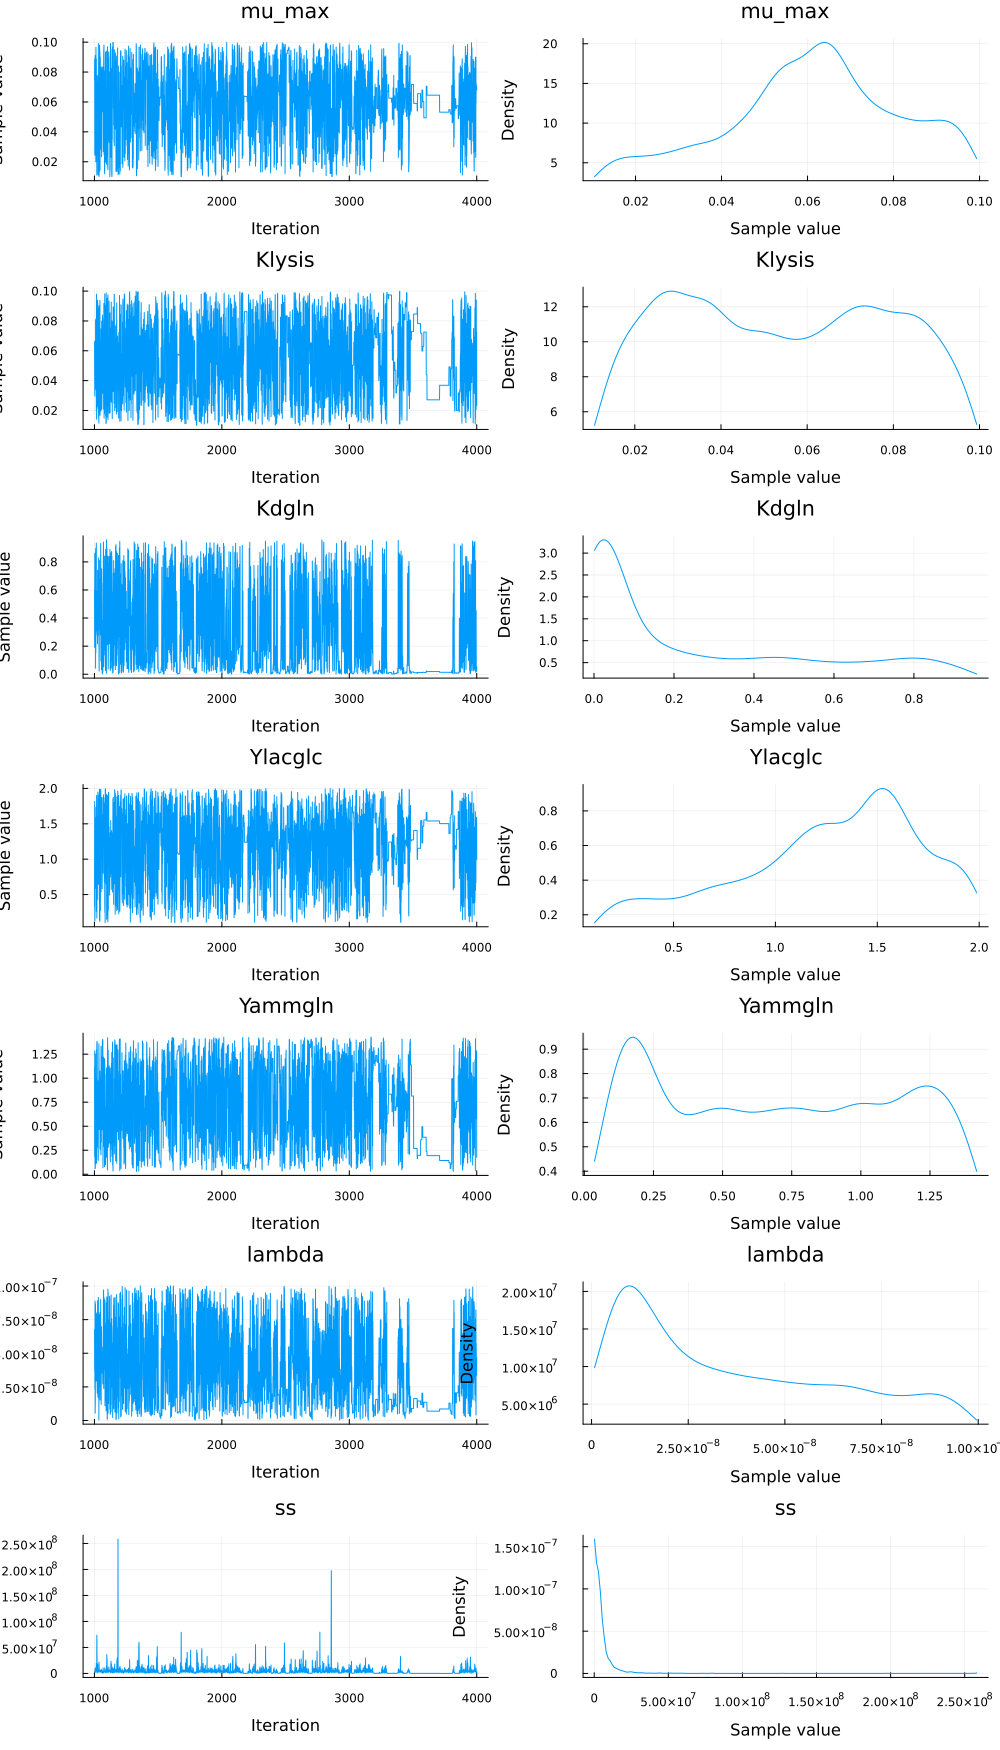 mu_max mu_max
Sample value
0.10
0.08
0.06
0.04
0.02
1000 2000 3000 4000
Iteration
Density
20
15
10
5
0.02 0.04 0.06 0.08 0.10
Sample value
Klysis Klysis
Sample value
0.10
0.08
0.06
0.04
0.02
1000 2000 3000 4000
Iteration
Density
12
10
8
6
0.02 0.04 0.06 0.08 0.10
Sample value
Kdgln Kdgln
Sample value
0.8
0.6
0.4
0.2
0.0
1000 2000 3000 4000
Iteration
Density
3.0
2.5
2.0
1.5
1.0
0.5
0.0 0.2 0.4 0.6 0.8
Sample value
Ylacglc Ylacglc
Sample value
2.0
1.5
1.0
0.5
1000 2000 3000 4000
Iteration
Density
0.8
0.6
0.4
0.2
0.5 1.0 1.5 2.0
Sample value
Yammgln Yammgln
Sample value
1.25
1.00
0.75
0.50
0.25
0.00
1000 2000 3000 4000
Iteration
Density
0.9
0.8
0.7
0.6
0.5
0.4
0.00 0.25 0.50 0.75 1.00 1.25
Sample value
lambda lambda
.00×10⁻⁷
.50×10⁻⁸
.00×10⁻⁸
.50×10⁻⁸
0
1000 2000 3000 4000
Iteration
Density
2.00×10⁷
1.50×10⁷
1.00×10⁷
5.00×10⁶
0 2.50×10⁻⁸ 5.00×10⁻⁸ 7.50×10⁻⁸ 1.00×10⁻
Sample value
ss ss
2.50×10⁸
2.00×10⁸
1.50×10⁸
1.00×10⁸
5.00×10⁷
0
1000 2000 3000 4000
Iteration
Density
1.50×10⁻⁷
1.00×10⁻⁷
5.00×10⁻⁸
0
0 5.00×10⁷ 1.00×10⁸ 1.50×10⁸ 2.00×10⁸ 2.50×10⁸
Sample value